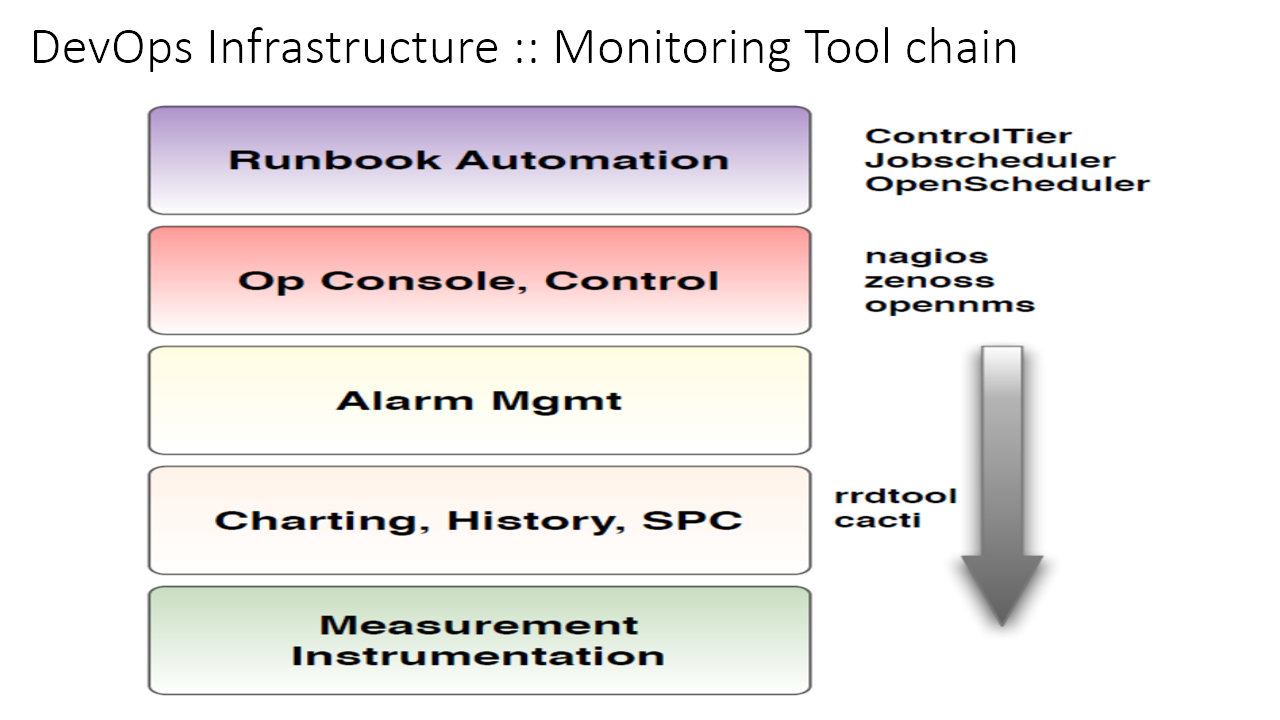 DevOps Infrastructure :: Monitoring Tool chain
Runbook Automation
ControlTier
Jobscheduler
OpenScheduler
Op Console, Control
nagios
zenoss
opennms
Alarm Mgmt
Charting, History, SPC
rrdtool
cacti
Measurement
Instrumentation